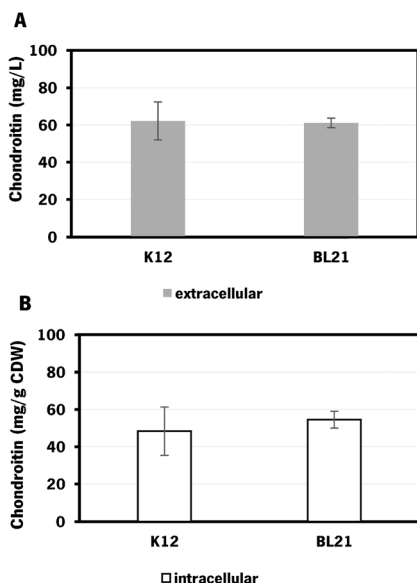 A
Chondroitin (mg/L)
100
80
60
40
20
0
K12 BL21
extracellular
B
Chondroitin (mg/g CDW)
100
80
60
40
20
0
K12 BL21
intracellular